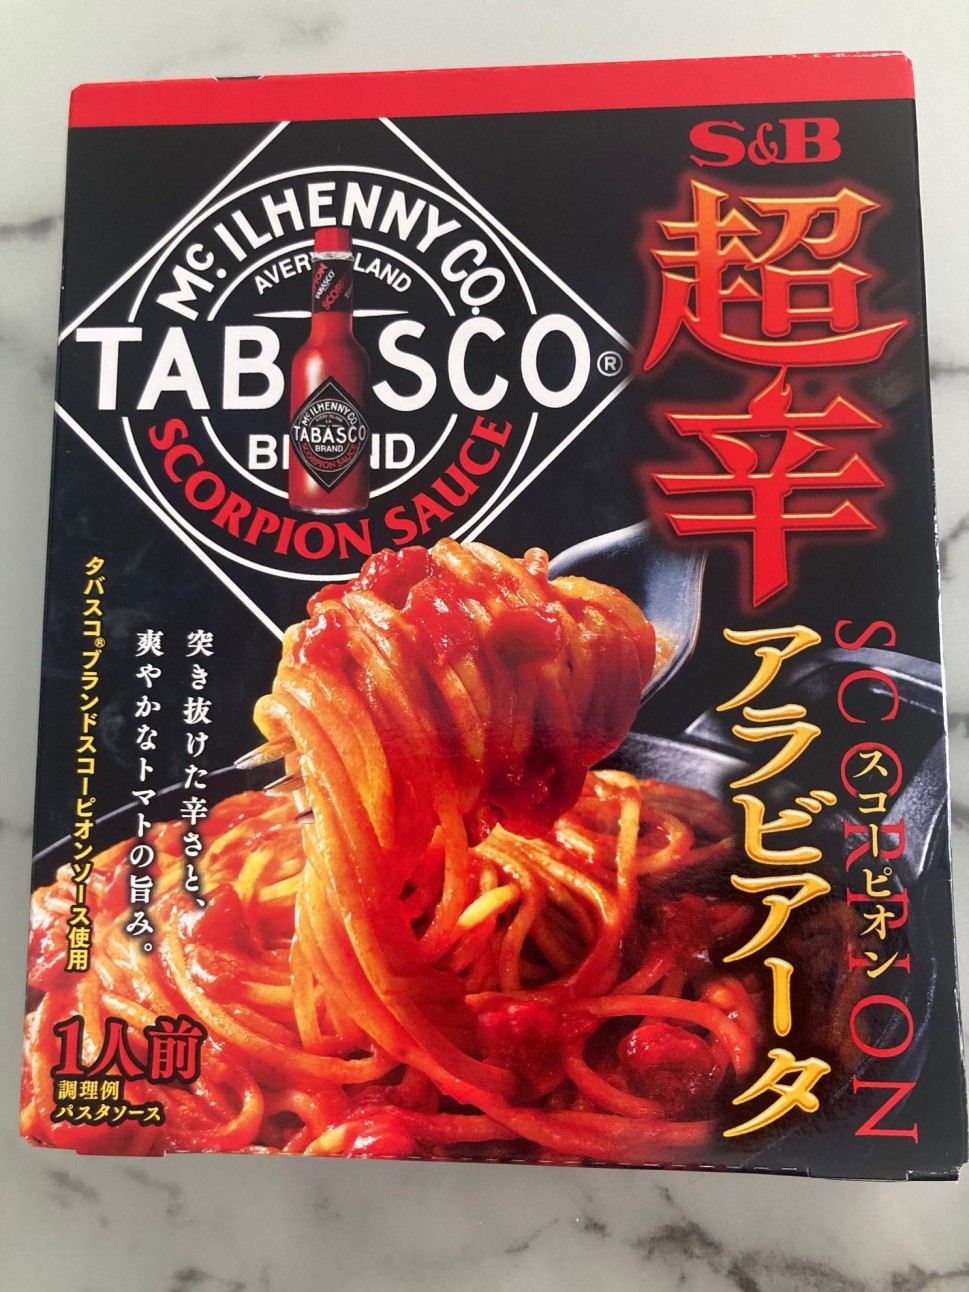 S&B
超辛
アラビアータ
SCORPION
スコーピオン
McILHENNY CO.
AVERY ISLAND
TABASCO®
BRAND
SCORPION SAUCE
McILHENNY CO.
TABASCO
BRAND
SCORPION SAUCE
突き抜けた辛さと、
爽やかなトマトの旨み。
タバスコ®ブランドスコーピオンソース使用
1人前
調理例
パスタソース